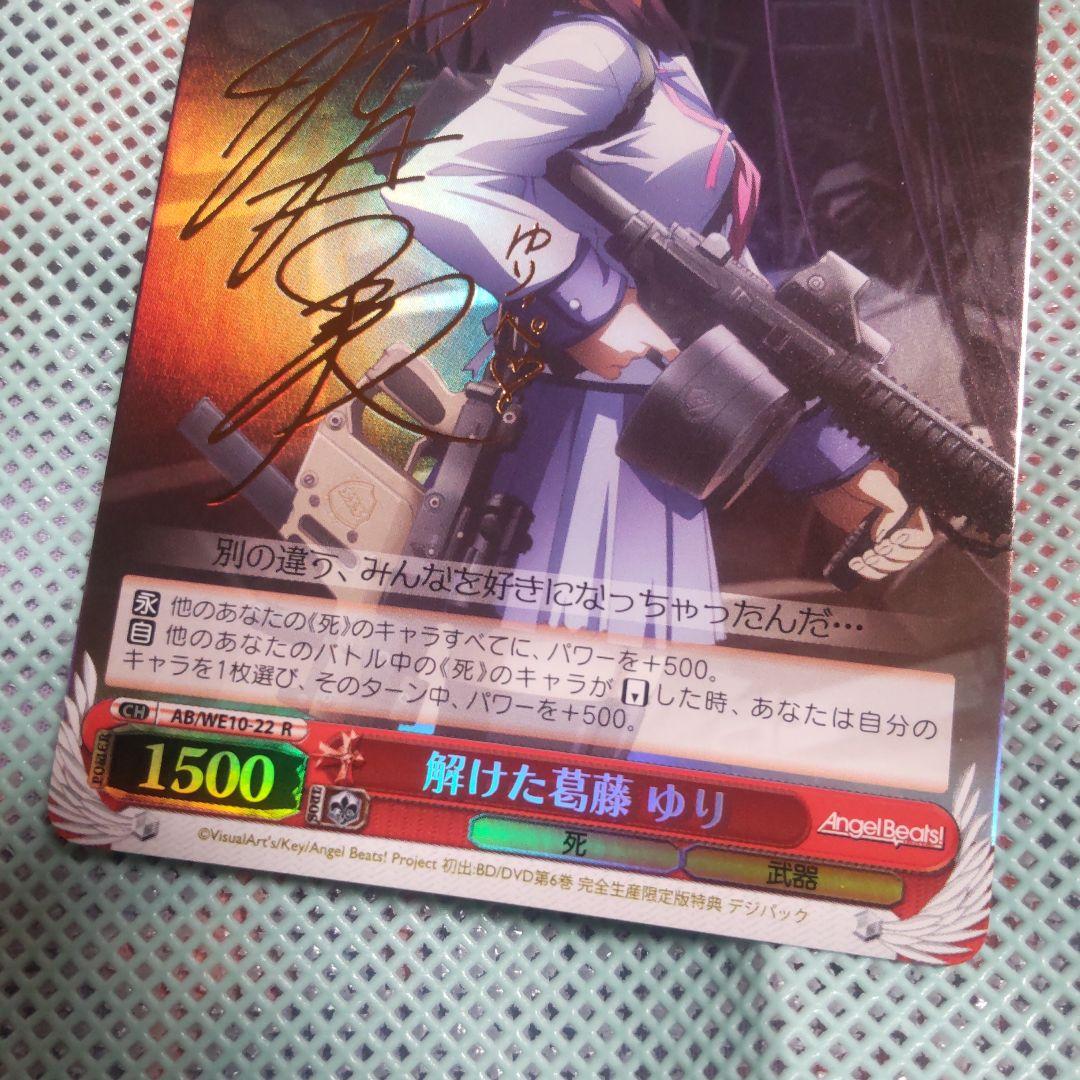 ゆり
別の違う、みんなを好きになっちゃったんだ…
永 他のあなたの《死》のキャラすべてに、パワーを+500。
自 他のあなたのバトル中の《死》のキャラが した時、あなたは自分の
キャラを1枚選び、そのターン中、パワーを+500。
CH AB/WE10-22 R
POWER 1500 SOUL 解けた葛藤 ゆり Angel Beats!
死 武器
©VisualArt's/Key/Angel Beats! Project 初出:BD/DVD第6巻 完全生産限定版特典 デジパック